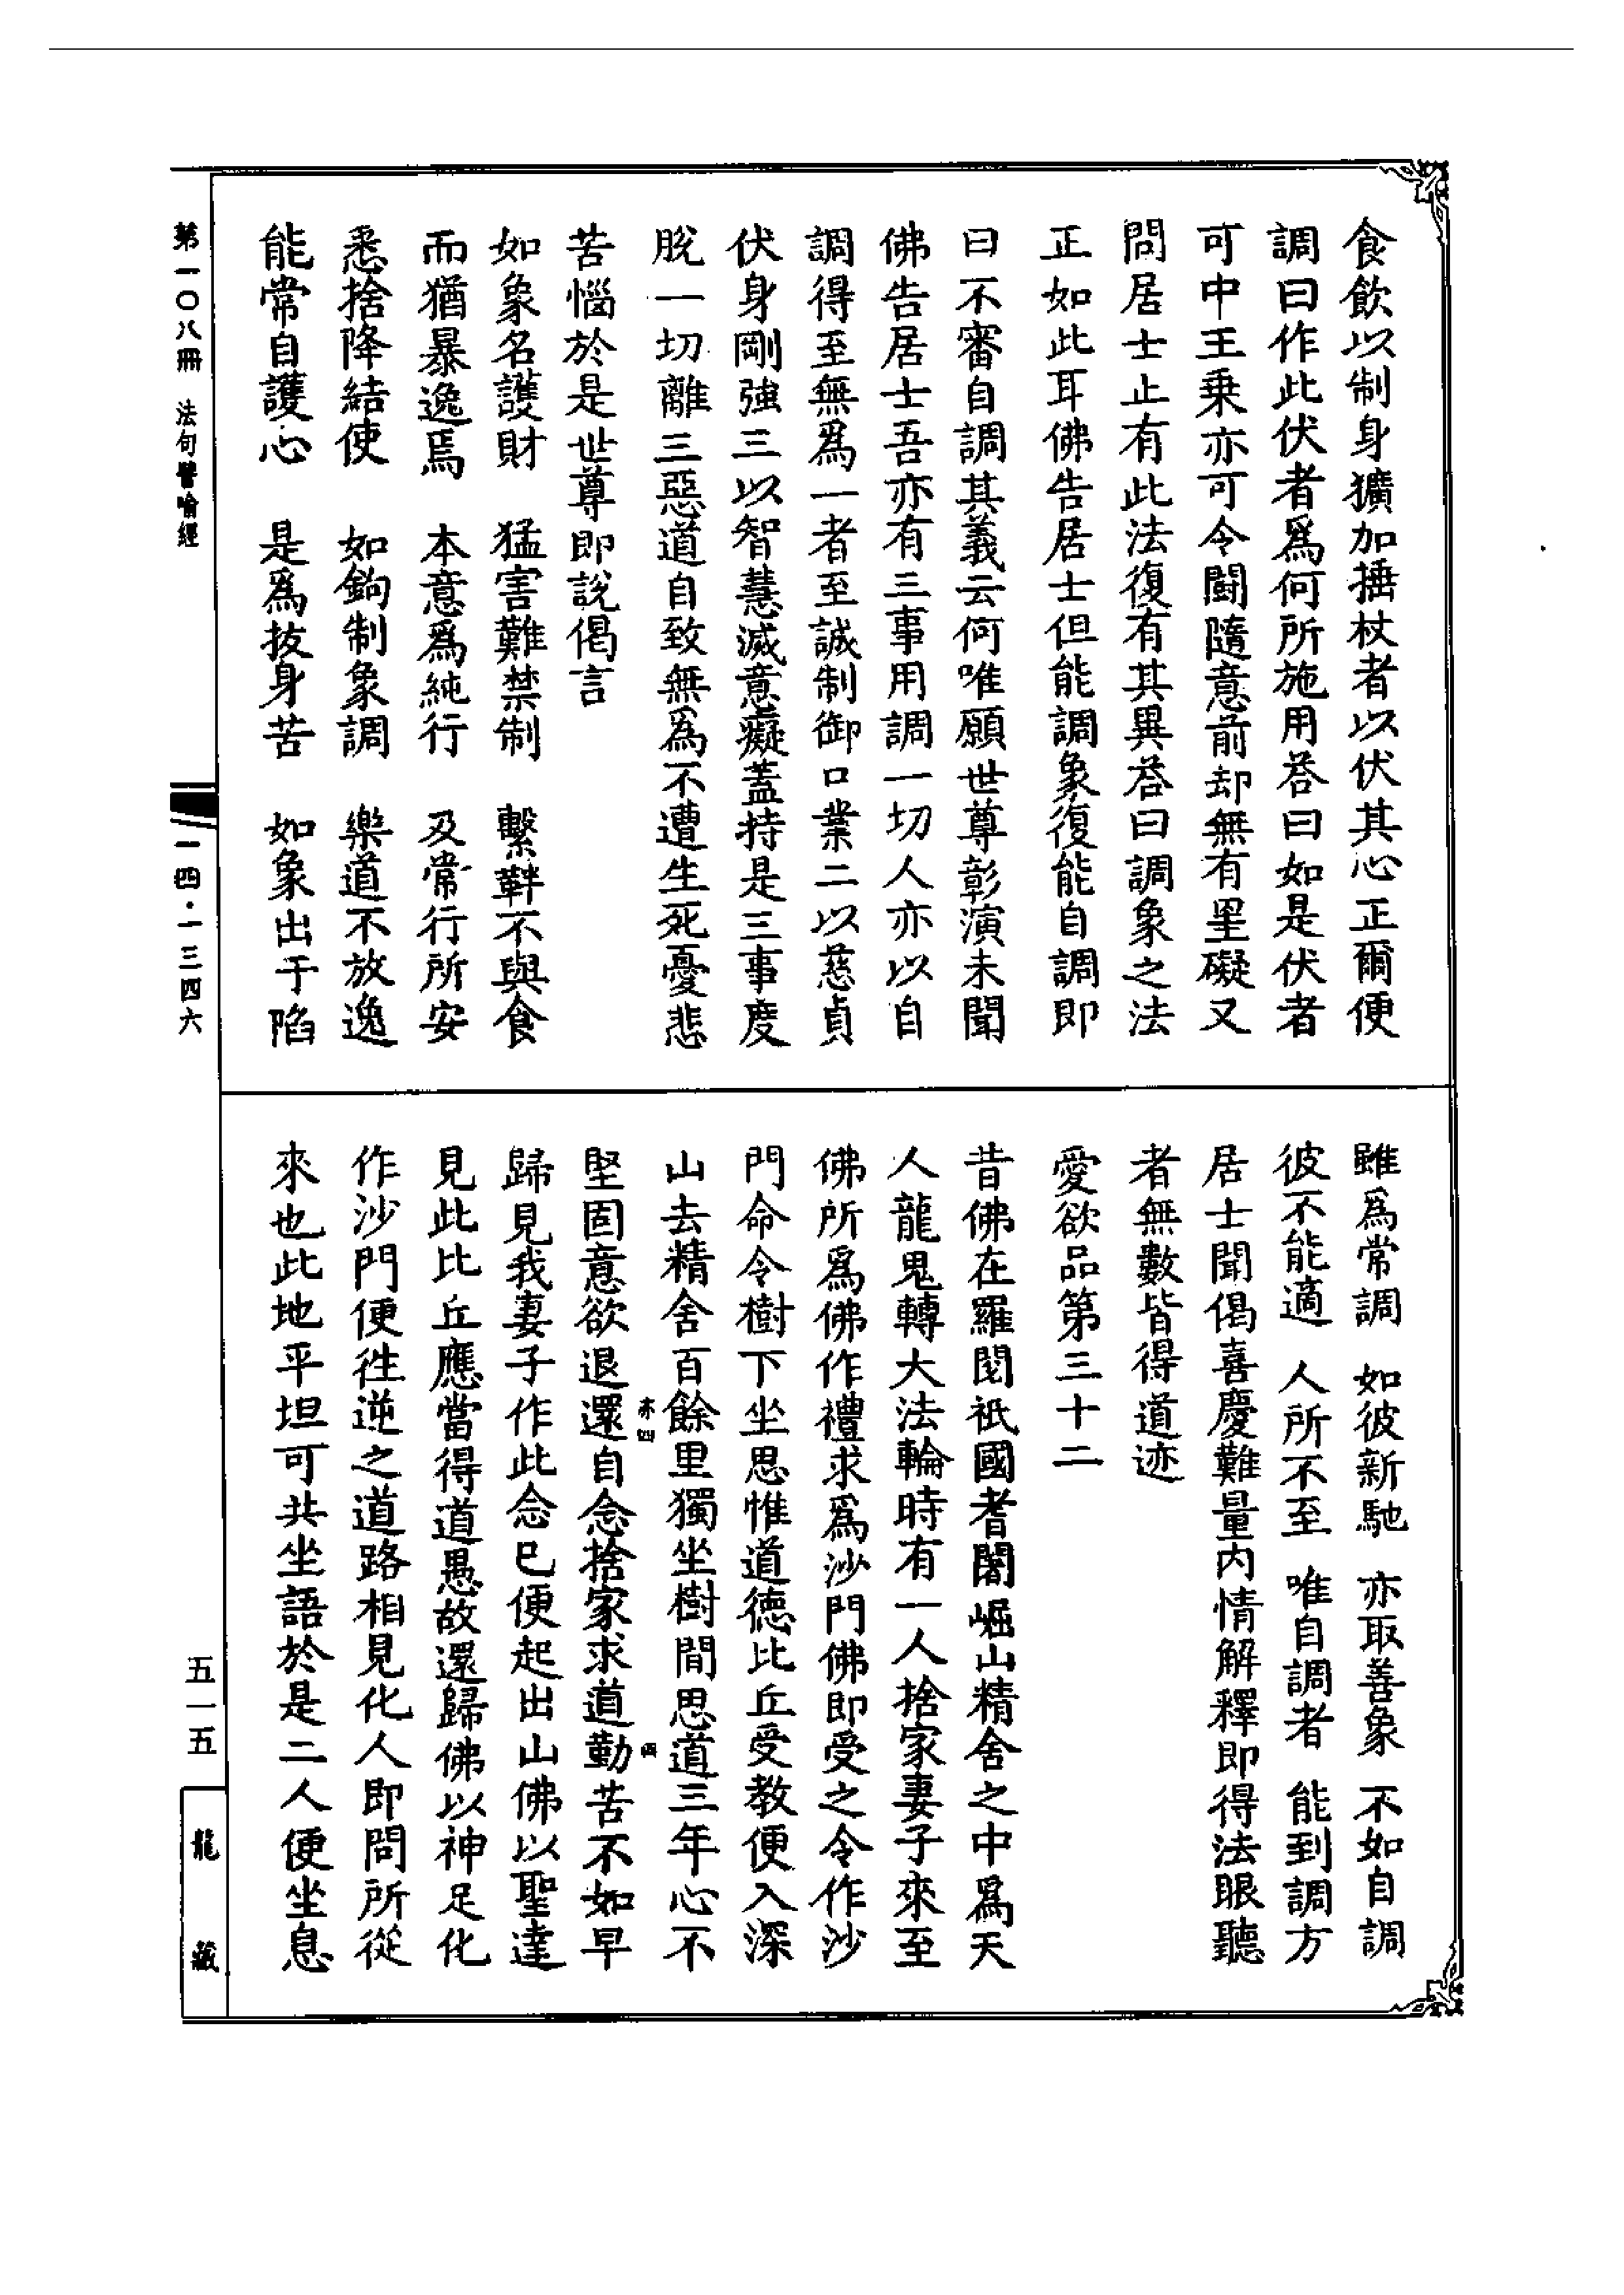 食飲以制身獷加捶杖者以伏其心正爾便
調曰作此伏者爲何所施用荅曰如是伏者
可中王乗亦可令鬪隨意前却無有罣礙又
問居士止有此法復有其異荅曰調象之法
正如此耳佛告居士但能調象復能自調即
曰不審自調其義云何唯願世尊彰演未聞
佛告居士吾亦有三事用調一切人亦以自
調得至無爲一者至誠制御口業二以慈貞
伏身剛強三以智慧滅意癡蓋持是三事度
脫一切離三惡道自致無爲不遭生死憂悲
苦惱於是世尊即說偈言
如象名護財　猛害難禁制　繫靽不與食
而猶暴逸焉　本意爲純行　及常行所安
悉捨降結使　如鉤制象調　樂道不放逸
能常自護心　是爲拔身苦　如象出于陷
雖爲常調　如彼新馳　亦取善象　不如自調
彼不能適　人所不至　唯自調者　能到調方
居士聞偈喜慶難量內情解釋即得法眼聽
者無數皆得道迹
愛欲品第三十二
昔佛在羅閱祇國耆闍崛山精舍之中爲天
人龍鬼轉大法輪時有一人捨家妻子來至
佛所爲佛作禮求爲沙門佛即受之令作沙
門命令樹下坐思惟道德比丘受教便入深
山去精舍百餘里獨坐樹間思道三年心不
堅固意欲退還自念捨家求道勤苦不如早
歸見我妻子作此念已便起出山佛以聖達
見此比丘應當得道愚故還歸佛以神足化
作沙門便往逆之道路相見化人即問所從
來也此地平坦可共坐語於是二人便坐息
第一〇八冊　法句譬喻經
一四·一三四六
五一五
龍藏